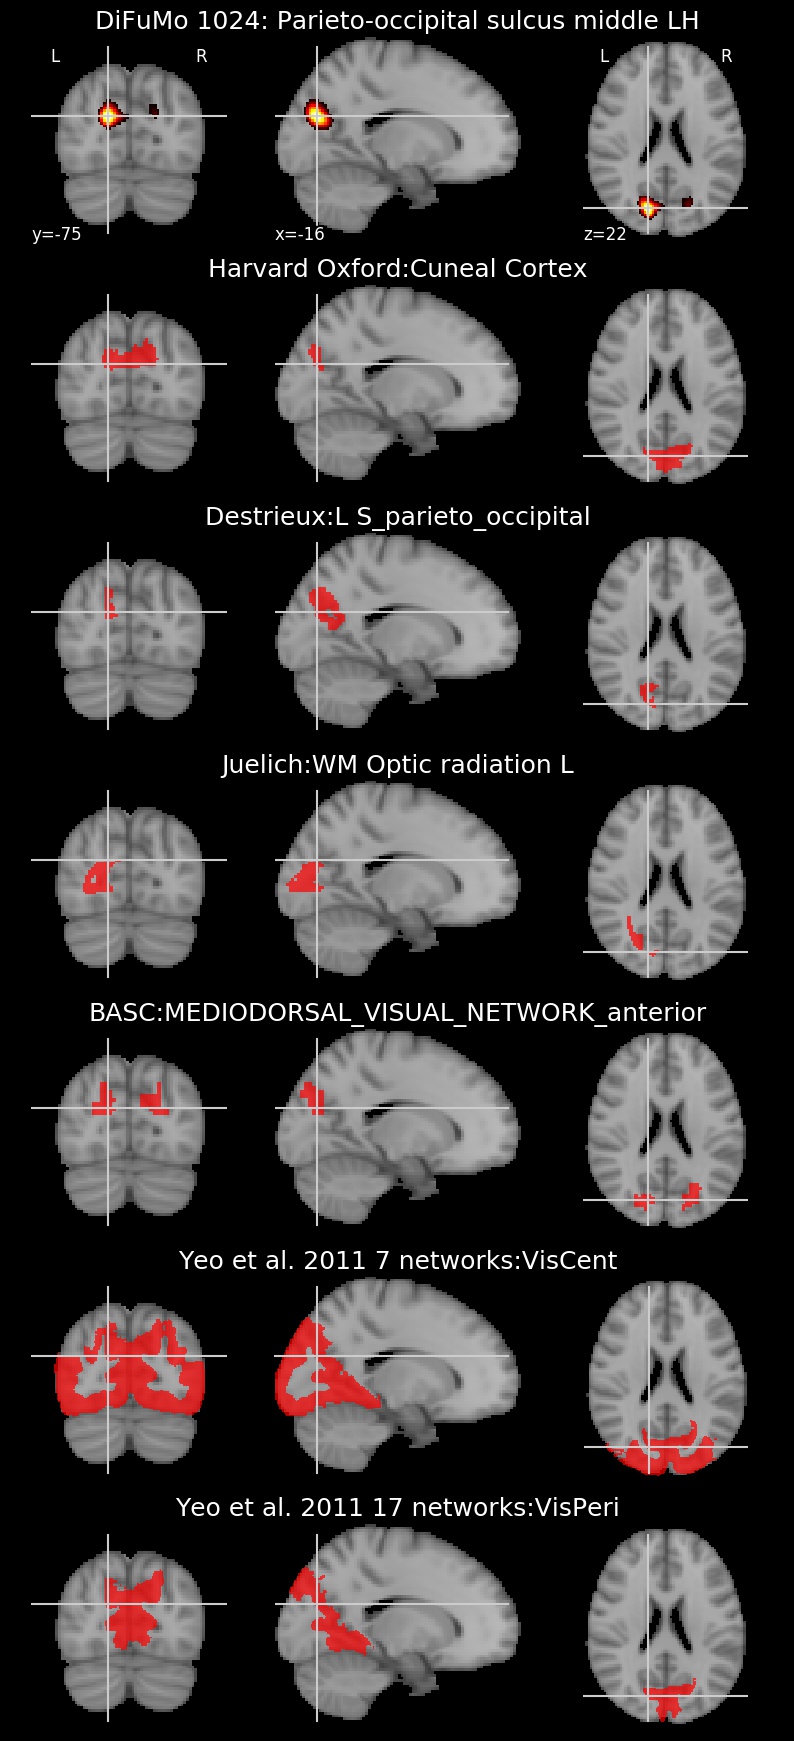 DiFuMo 1024: Parieto-occipital sulcus middle LH
L R L R
y=-75 x=-16 z=22
Harvard Oxford:Cuneal Cortex
Destrieux:L S_parieto_occipital
Juelich:WM Optic radiation L
BASC:MEDIODORSAL_VISUAL_NETWORK_anterior
Yeo et al. 2011 7 networks:VisCent
Yeo et al. 2011 17 networks:VisPeri